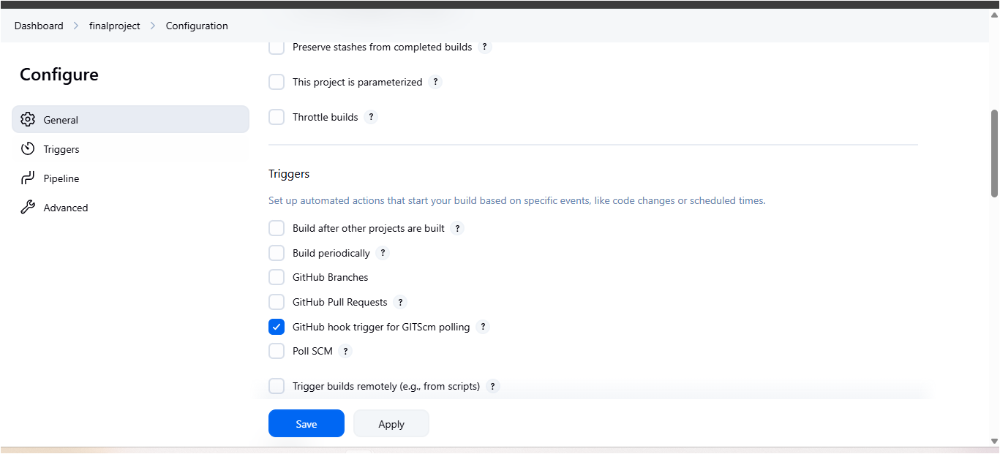 Dashboard > finalproject > Configuration
Configure
General
Triggers
Pipeline
Advanced
Preserve stashes from completed builds ?
This project is parameterized ?
Throttle builds ?
Triggers
Set up automated actions that start your build based on specific events, like code changes or scheduled times.
Build after other projects are built ?
Build periodically ?
GitHub Branches
GitHub Pull Requests ?
GitHub hook trigger for GITScm polling ?
Poll SCM ?
Trigger builds remotely (e.g., from scripts) ?
Save Apply